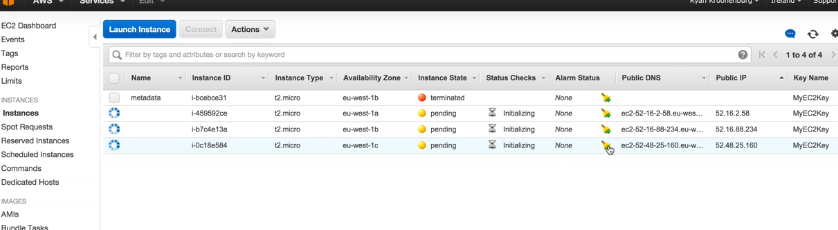 AWS Services Edit Ryan Kroonenburg Ireland Support
EC2 Dashboard
Events
Tags
Reports
Limits
INSTANCES
Instances
Spot Requests
Reserved Instances
Scheduled Instances
Commands
Dedicated Hosts
IMAGES
AMIs
Bundle Tasks
Launch Instance Connect Actions
Filter by tags and attributes or search by keyword 1 to 4 of 4
Name Instance ID Instance Type Availability Zone Instance State Status Checks Alarm Status Public DNS Public IP Key Name
metadata i-bcebce31 t2.micro eu-west-1b terminated None MyEC2Key
i-459592ce t2.micro eu-west-1a pending Initializing None ec2-52-16-2-58.eu-wes... 52.16.2.58 MyEC2Key
i-b7c4e13a t2.micro eu-west-1b pending Initializing None ec2-52-16-88-234.eu-w... 52.16.88.234 MyEC2Key
i-0c18e584 t2.micro eu-west-1c pending Initializing None ec2-52-48-25-160.eu-w... 52.48.25.160 MyEC2Key